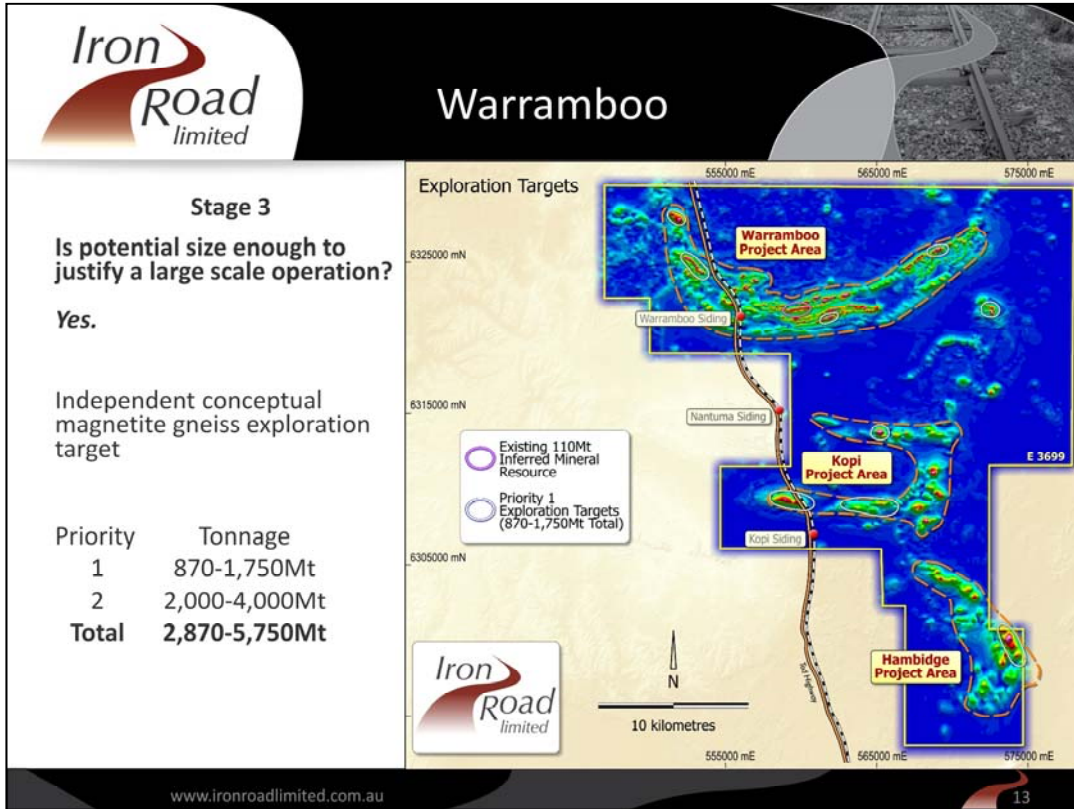 Iron
Road
limited
Warramboo
Stage 3
Is potential size enough to
justify a large scale operation?
Yes.
Independent conceptual
magnetite gneiss exploration
target
Priority Tonnage
1 870-1,750Mt
2 2,000-4,000Mt
Total 2,870-5,750Mt
Exploration Targets
555000 mE
565000 mE
575000 mE
6325000 mN
6315000 mN
6305000 mN
Warramboo
Project Area
Warramboo Siding
Nantuma Siding
Kopi
Project Area
E 3699
Kopi Siding
Existing 110Mt
Inferred Mineral
Resource
Priority 1
Exploration Targets
(870-1,750Mt Total)
Hambidge
Project Area
Tod Highway
N
10 kilometres
Iron
Road
limited
555000 mE
565000 mE
575000 mE
www.ironroadlimited.com.au
13